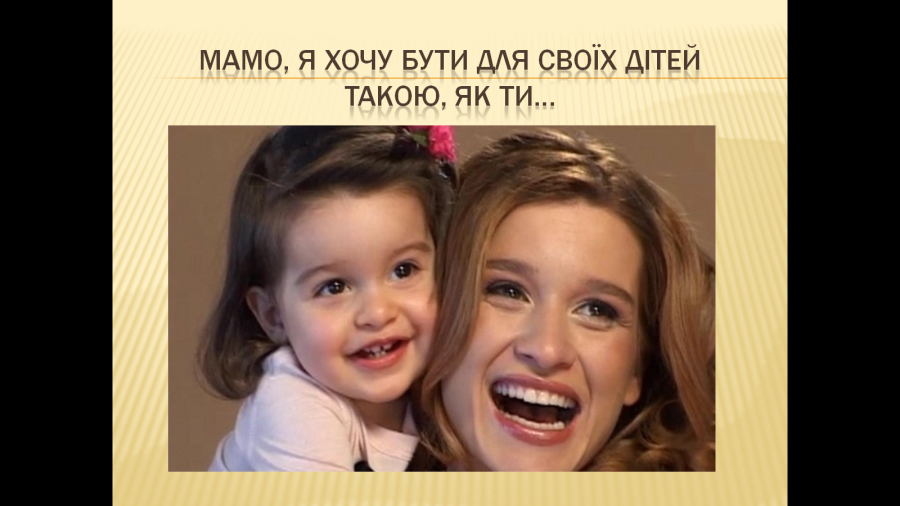 МАМО, Я ХОЧУ БУТИ ДЛЯ СВОЇХ ДІТЕЙ
ТАКОЮ, ЯК ТИ...